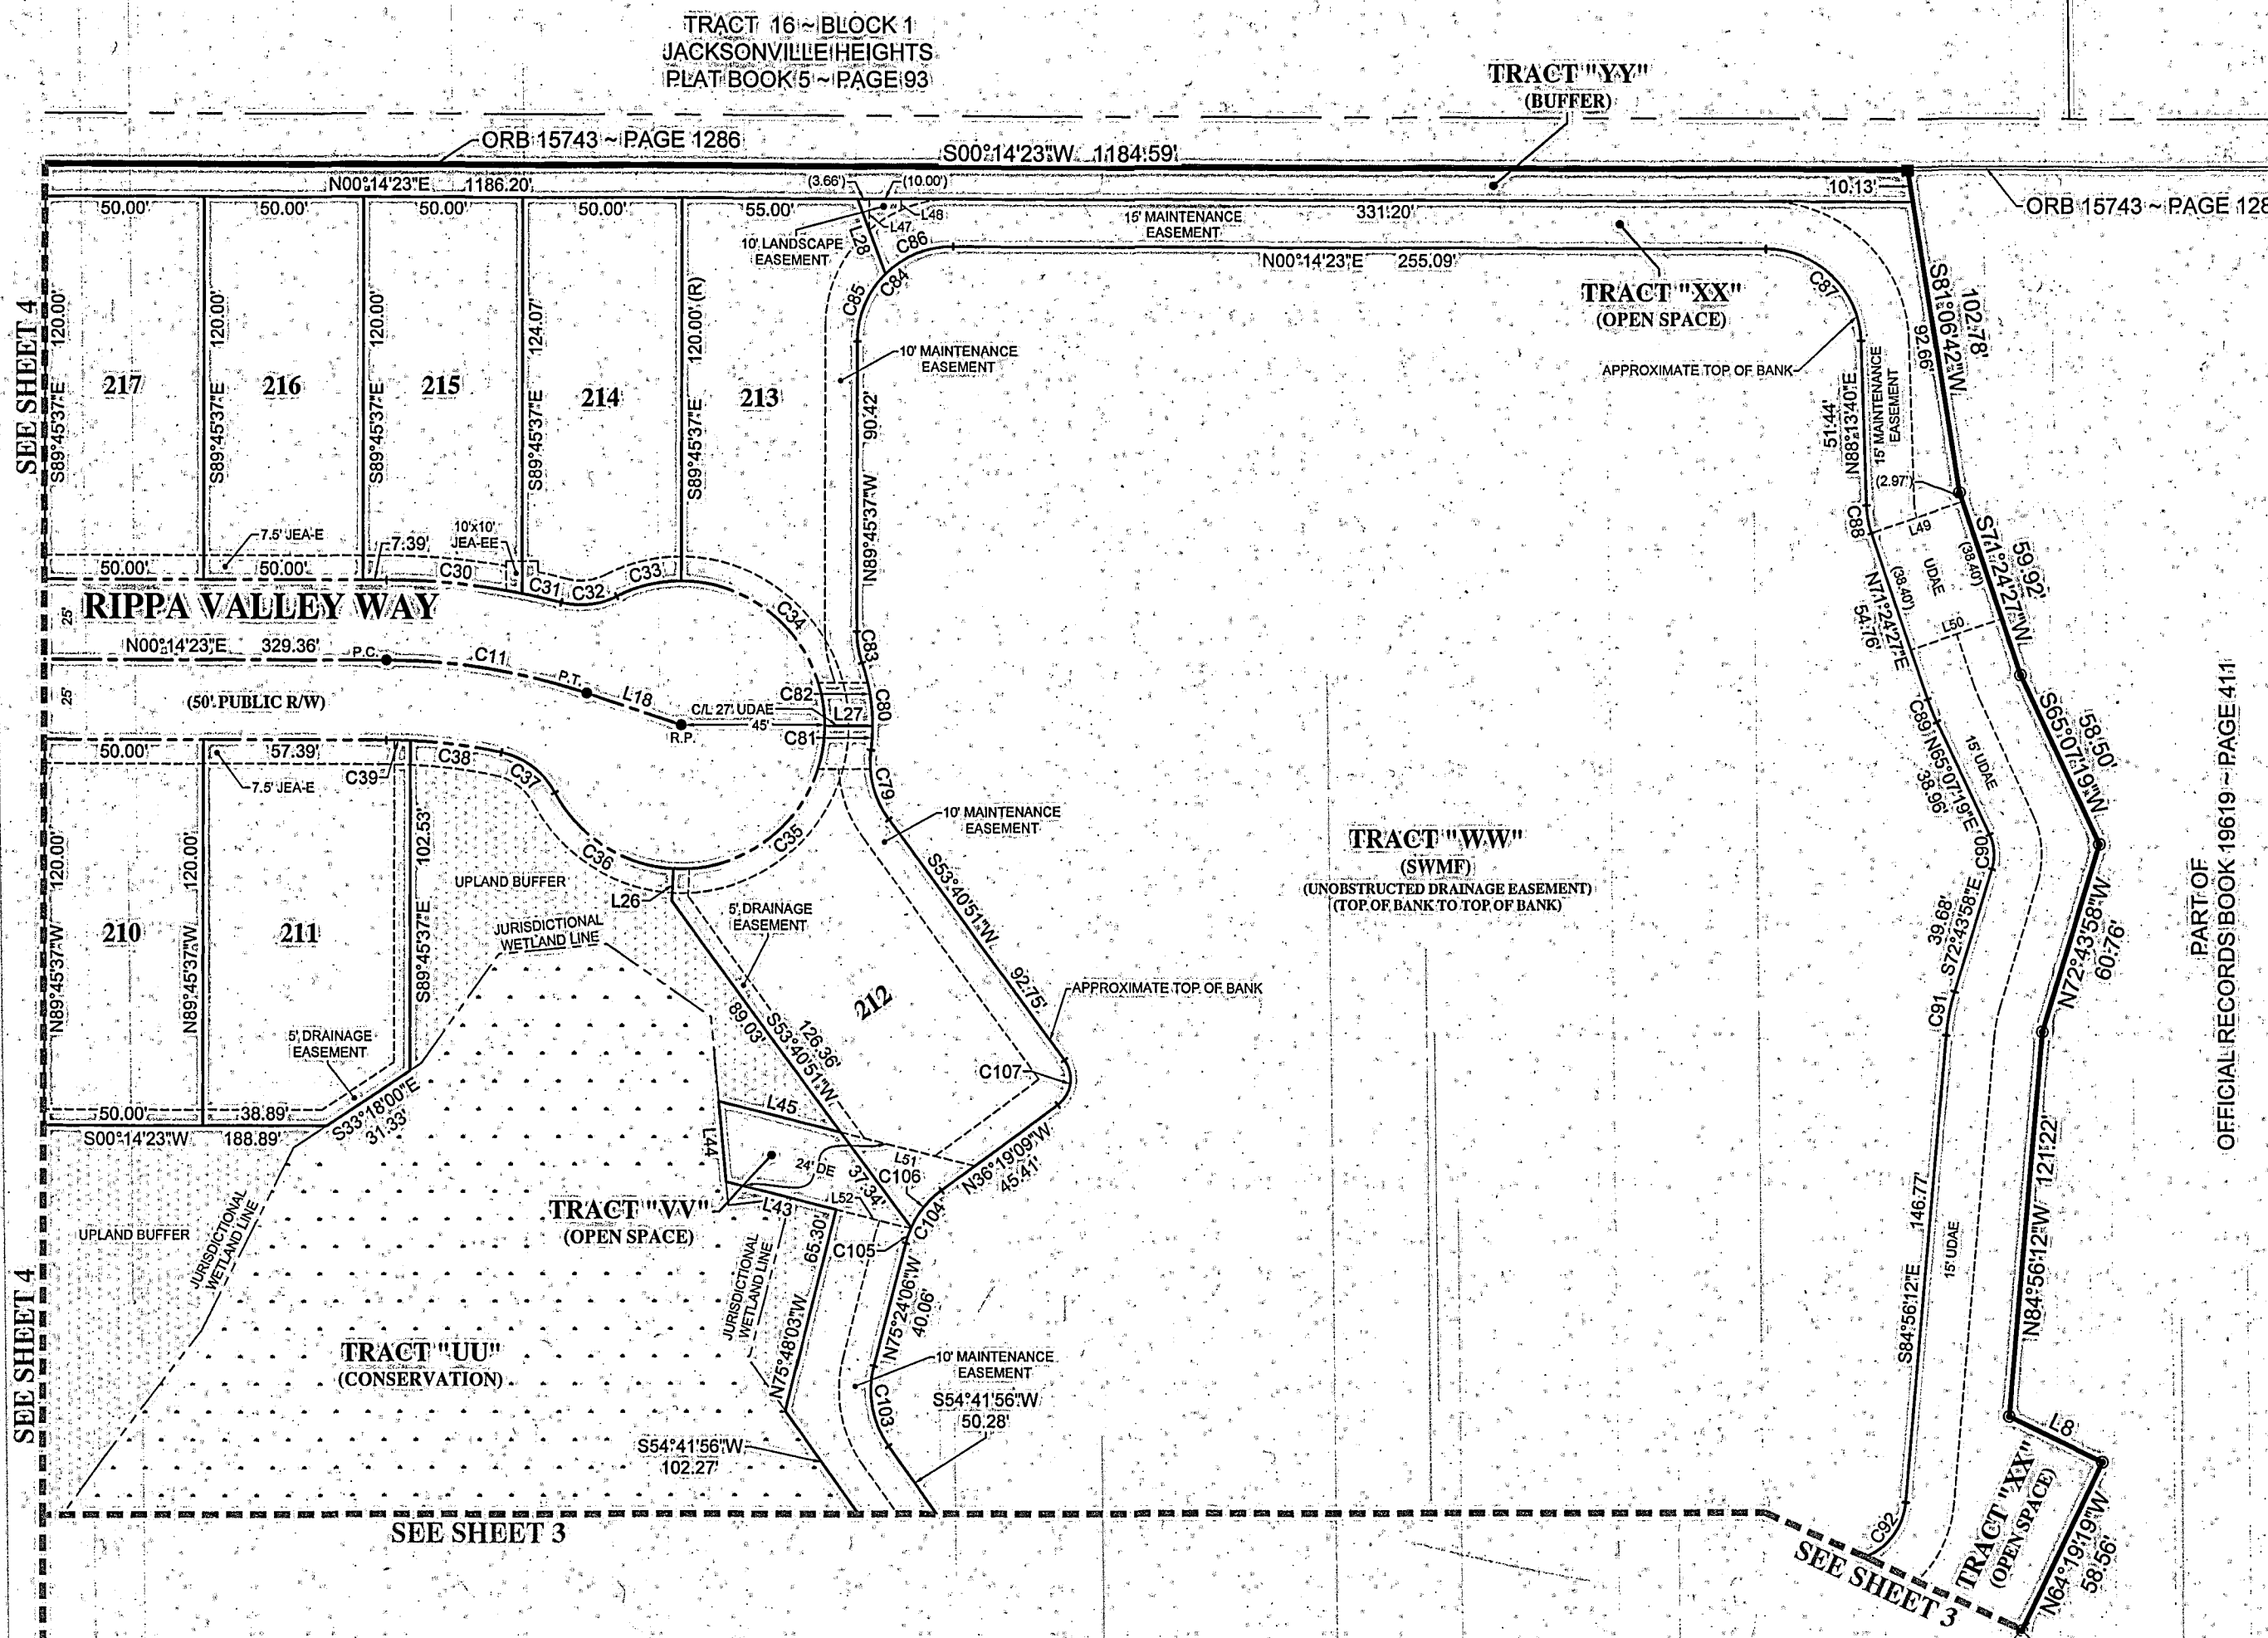 TRACT 16 ~ BLOCK 1
JACKSONVILLE HEIGHTS
PLAT BOOK 5 ~ PAGE 93
TRACT "YY"
(BUFFER)
ORB 15743 ~ PAGE 1286
S00°14'23"W 1184.59'
N00°14'23"E 1186.20'
(3.66')
(10.00')
10.13'
ORB 15743 ~ PAGE 128
50.00'
50.00'
50.00'
50.00'
55.00'
L48
L47
15' MAINTENANCE
EASEMENT
331.20'
10' LANDSCAPE
EASEMENT
L28
C86
C84
C85
N00°14'23"E 255.09'
C87
TRACT "XX"
(OPEN SPACE)
S81°06'42"W
102.78'
92.66'
SEE SHEET 4
S89°45'37"E 120.00'
S89°45'37"E 120.00'
S89°45'37"E 120.00'
S89°45'37"E 124.07'
S89°45'37"E 120.00' (R)
217
216
215
214
213
10' MAINTENANCE
EASEMENT
N89°45'37"W 90.42'
APPROXIMATE TOP OF BANK
N88°13'40"E
51.44'
15' MAINTENANCE
EASEMENT
(2.97')
C88
L49
UDAE
(38.40')
S71°24'27"W
59.92'
(38.40')
N71°24'27"E
54.76'
L50
7.5' JEA-E
7.39'
10'x10'
JEA-EE
50.00'
50.00'
C30
C31
C32
C33
C34
RIPPA VALLEY WAY
25'
N00°14'23"E 329.36'
P.C.
C11
P.T.
L18
C83
C82
C80
C/L 27' UDAE
L27
45'
R.P.
C81
25'
(50' PUBLIC R/W)
50.00'
57.39'
C39
C38
C37
7.5' JEA-E
C79
C89
N65°07'19"E
38.96'
15' UDAE
S65°07'19"W
58.50'
PART OF
OFFICIAL RECORDS BOOK 19619 ~ PAGE 411
10' MAINTENANCE
EASEMENT
C35
C36
TRACT "WW"
(SWMF)
(UNOBSTRUCTED DRAINAGE EASEMENT)
(TOP OF BANK TO TOP OF BANK)
C90
N89°45'37"W 120.00'
N89°45'37"W 120.00'
S89°45'37"E 102.53'
UPLAND BUFFER
L26
5' DRAINAGE
EASEMENT
S53°40'51"W
92.75'
210
211
JURISDICTIONAL
WETLAND LINE
S72°43'58"E
39.68'
N72°43'58"W
60.76'
C91
APPROXIMATE TOP OF BANK
212
89.03'
S53°40'51"W
126.36'
5' DRAINAGE
EASEMENT
C107
50.00'
38.89'
S00°14'23"W 188.89'
S33°18'00"E
31.33'
L45
L44
24' DE
37.34'
L51
C106
N36°19'09"W
45.41'
L52
C104
L43
C105
TRACT "VV"
(OPEN SPACE)
UPLAND BUFFER
JURISDICTIONAL
WETLAND LINE
JURISDICTIONAL
WETLAND LINE
N75°48'03"W
65.30'
N75°24'06"W
40.06'
S84°56'12"E 146.77'
15' UDAE
N84°56'12"W 121.22'
SEE SHEET 4
TRACT "UU"
(CONSERVATION)
10' MAINTENANCE
EASEMENT
C103
S54°41'56"W
50.28'
S54°41'56"W
102.27'
L8
SEE SHEET 3
C92
SEE SHEET 3
TRACT "XX"
(OPEN SPACE)
N64°19'19"W
58.56'